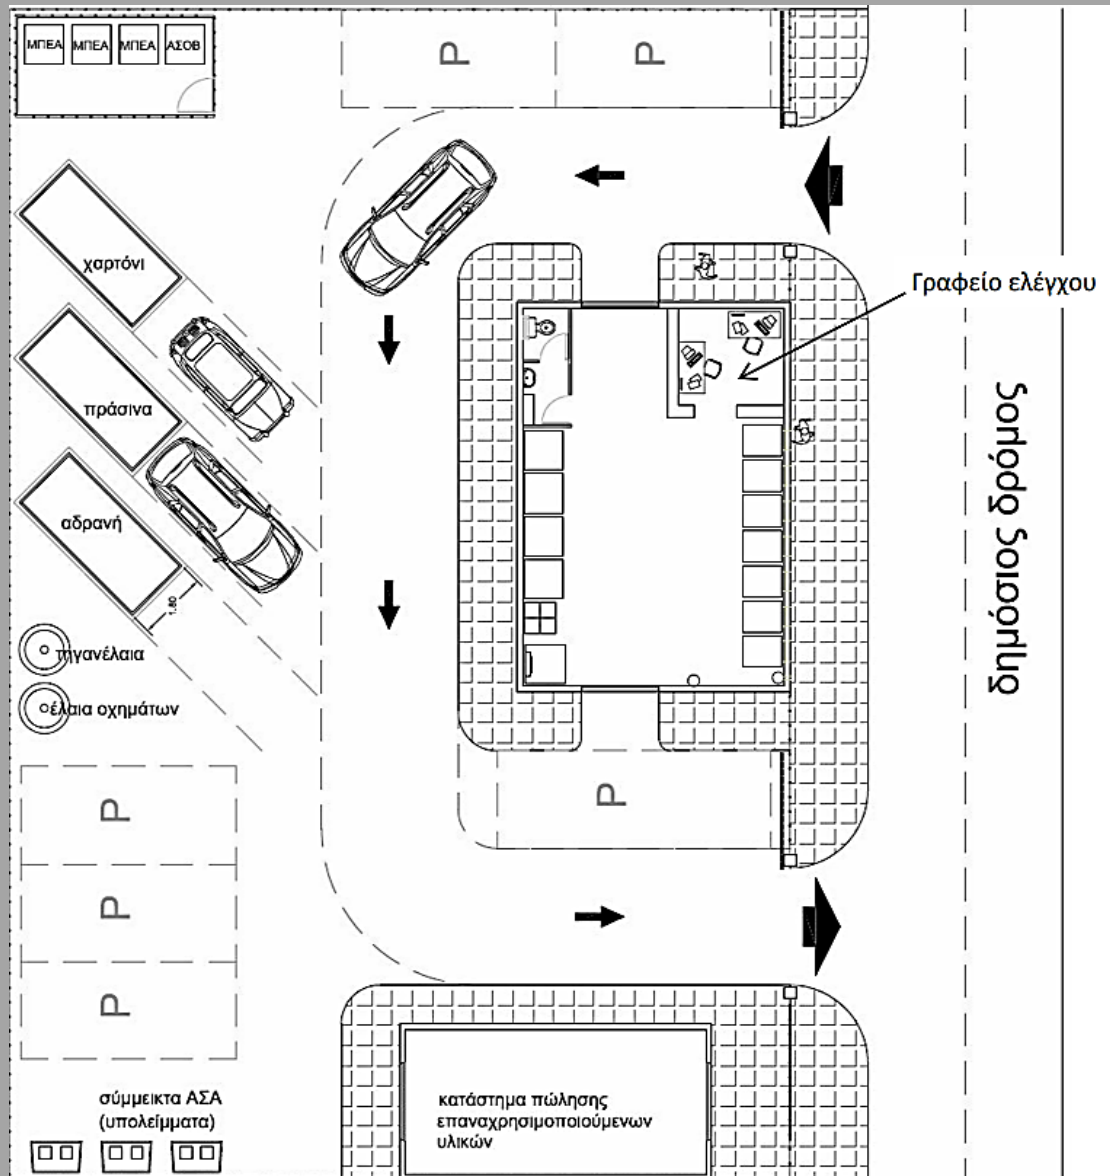 ΜΠΕΑ ΜΠΕΑ ΜΠΕΑ ΑΣΟΒ
P P
χαρτόνι
Γραφείο ελέγχου
πράσινα
αδρανή
1.80
τηγανέλαια
έλαια οχημάτων
δημόσιος δρόμος
P
P
P
P
σύμμεικτα ΑΣΑ
(υπολείμματα)
κατάστημα πώλησης
επαναχρησιμοποιούμενων
υλικών